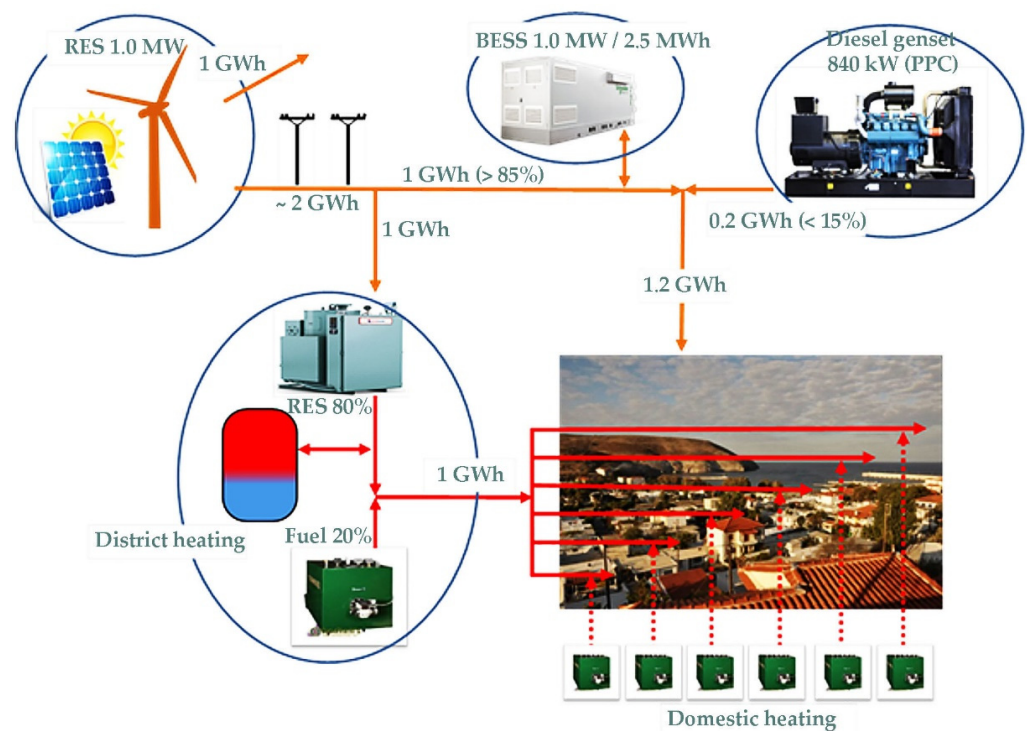 RES 1.0 MW
1 GWh
BESS 1.0 MW / 2.5 MWh
Diesel genset
840 kW (PPC)
1 GWh (> 85%)
~ 2 GWh
0.2 GWh (< 15%)
1 GWh
1.2 GWh
RES 80%
1 GWh
District heating
Fuel 20%
Domestic heating